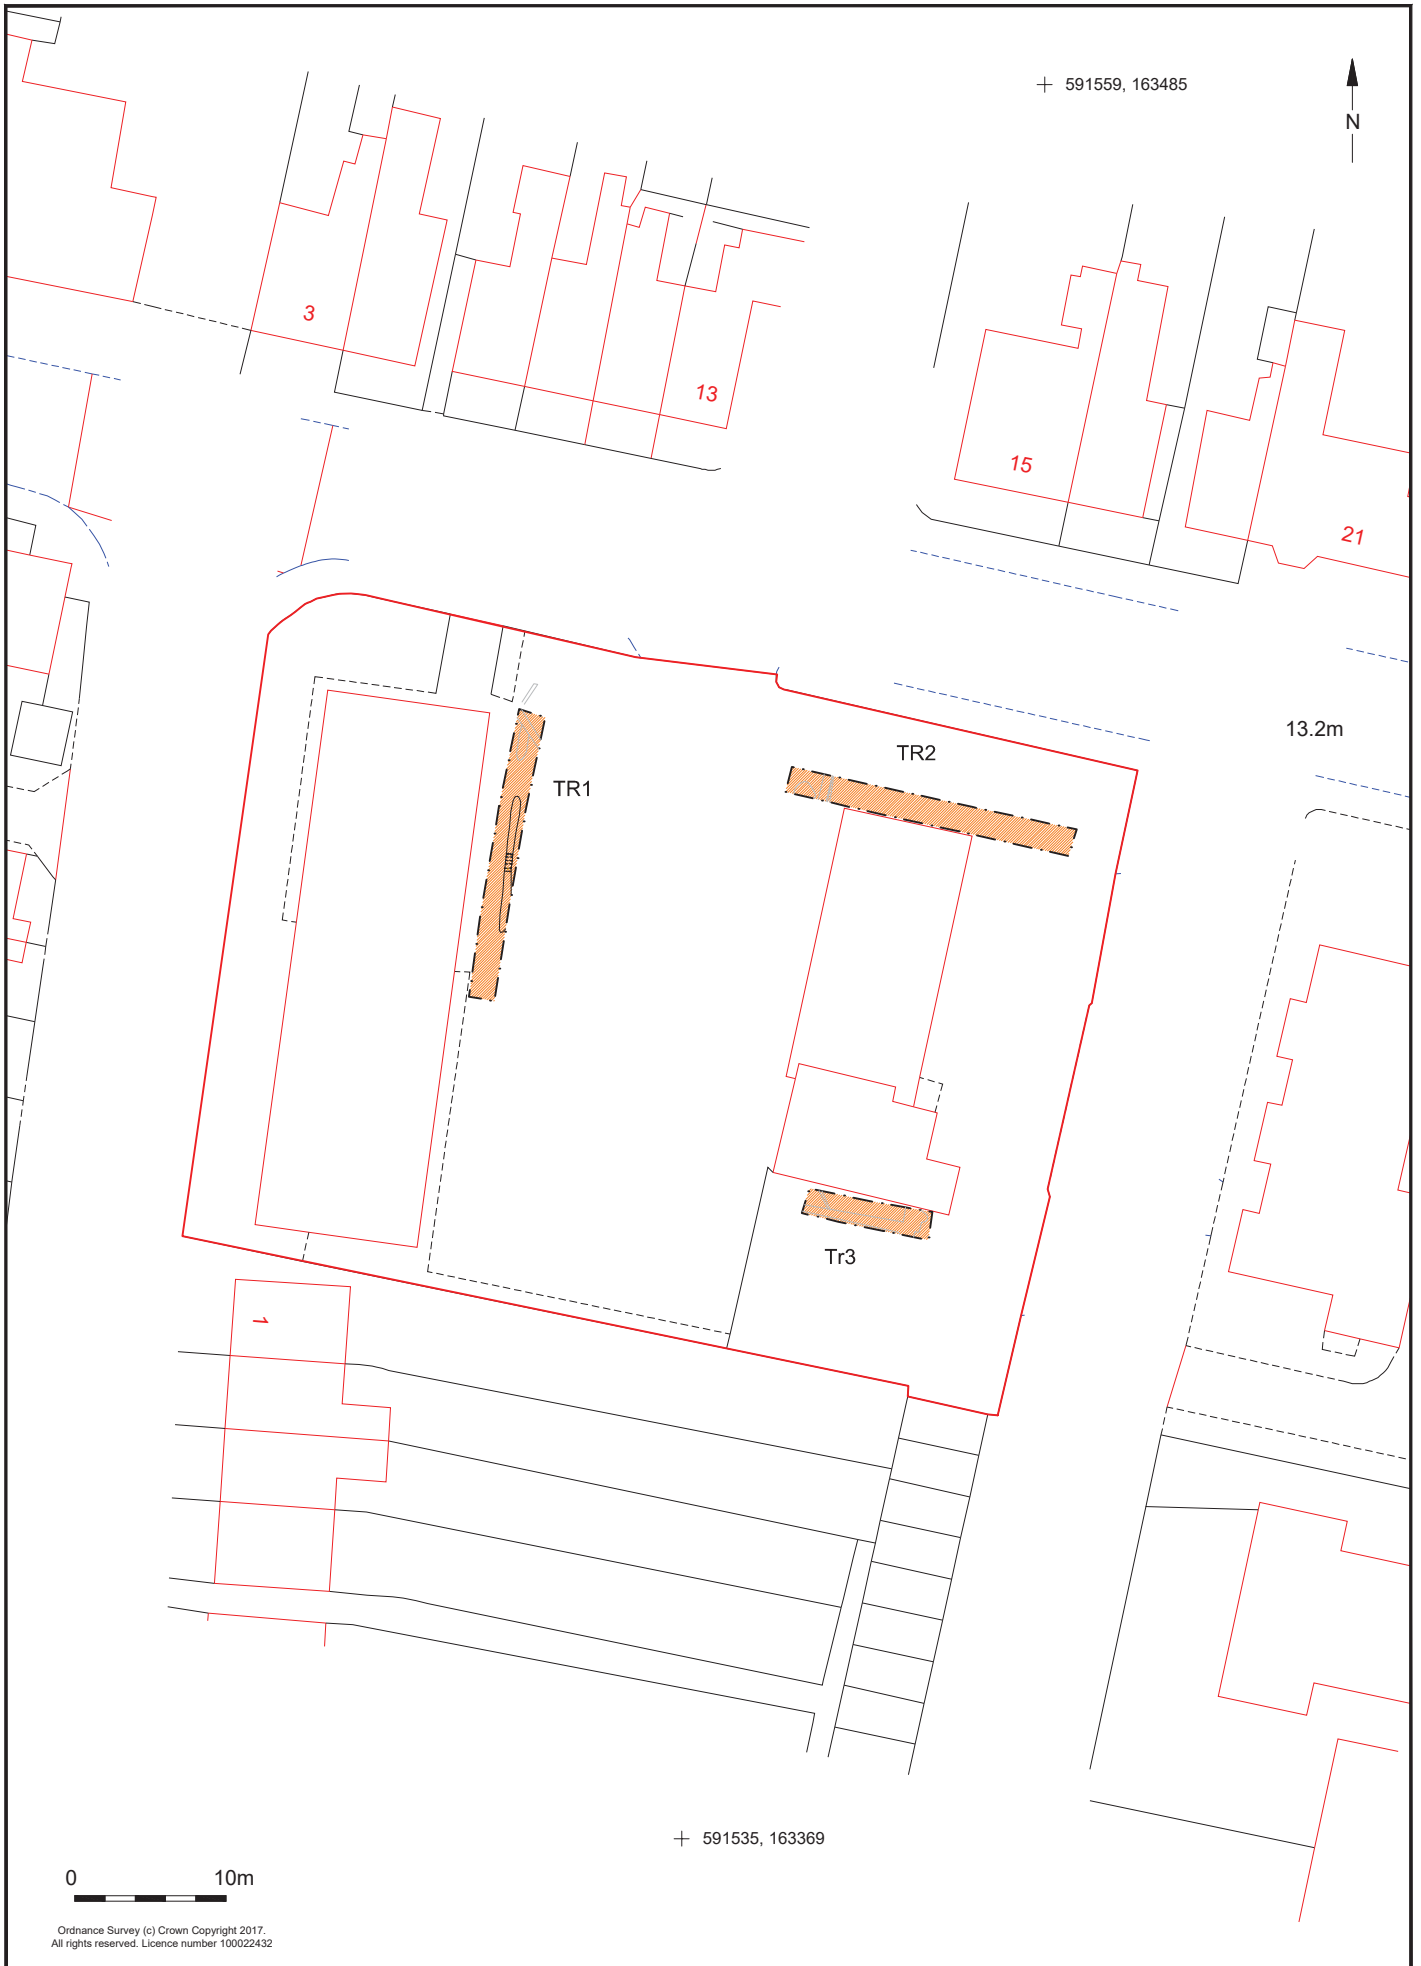 591559, 163485
N
3
13
15
21
13.2m
TR2
TR1
Tr3
1
591535, 163369
0 10m
Ordnance Survey (c) Crown Copyright 2017.
All rights reserved. Licence number 100022432